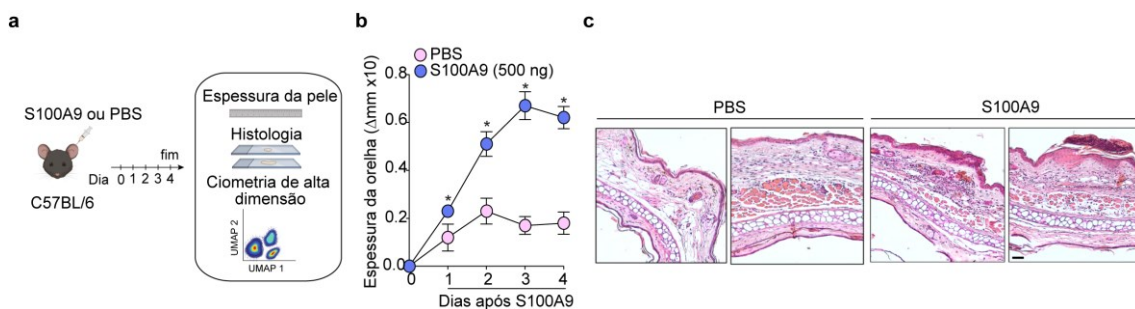 a
S100A9 ou PBS
fim
Dia 0 1 2 3 4
C57BL/6
Espessura da pele
Histologia
Ciometria de alta
dimensão
UMAP 2
UMAP 1
b
PBS
S100A9 (500 ng)
Espessura da orelha (Δmm x10)
0.8
0.6
0.4
0.2
0.0
*
*
*
*
0 1 2 3 4
Dias após S100A9
c
PBS
S100A9